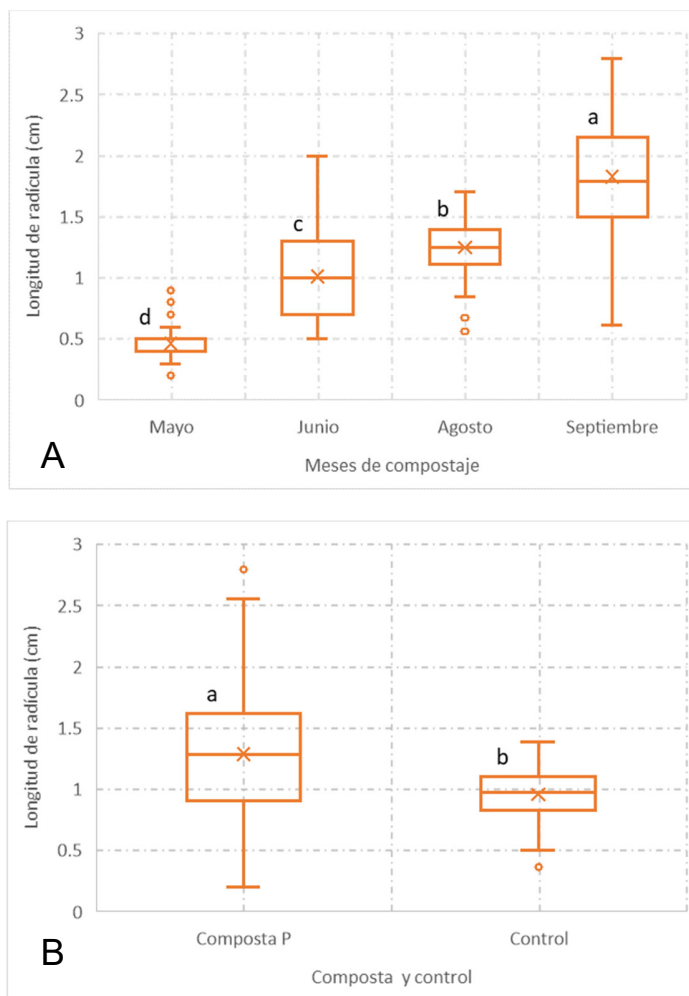 3
2.5
a
2
b
1.5
c
1
d
0.5
0
Longitud de radícula (cm)
Mayo Junio Agosto Septiembre
A
Meses de compostaje
3
2.5
2
a
1.5
b
1
0.5
0
Longitud de radícula (cm)
Composta P Control
B
Composta y control